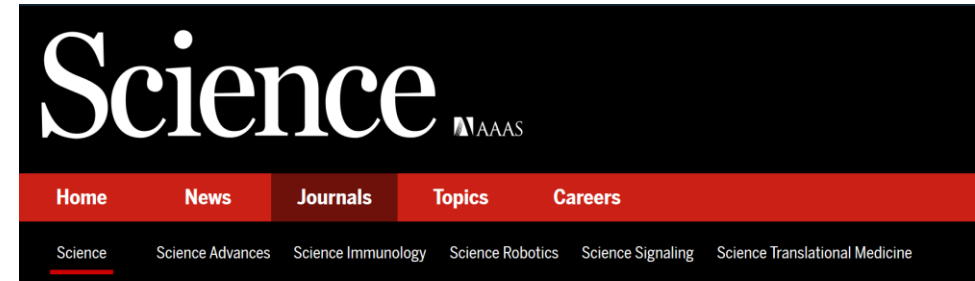 Science AAAS
Home News Journals Topics Careers
Science Science Advances Science Immunology Science Robotics Science Signaling Science Translational Medicine